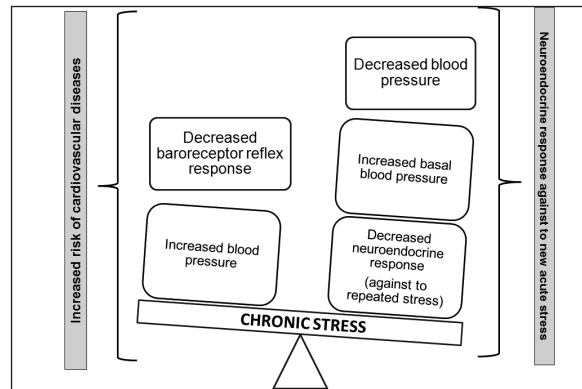 Increased risk of cardiovascular diseases
Decreased
baroreceptor reflex
response
Increased blood
pressure
Decreased blood
pressure
Increased basal
blood pressure
Decreased
neuroendocrine
response
(against to
repeated stress)
CHRONIC STRESS
Neuroendocrine response against to new acute stress